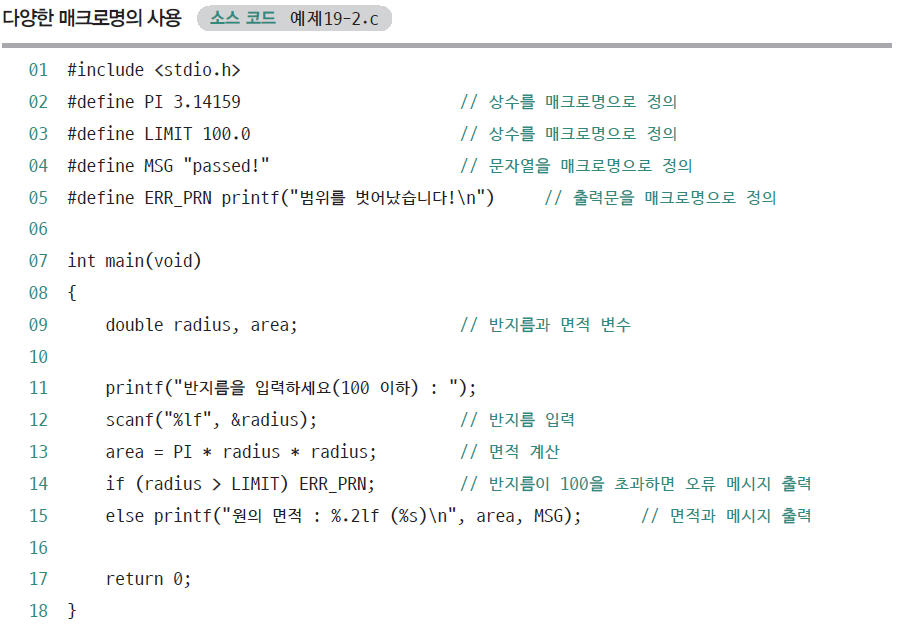 다양한 매크로명의 사용 소스 코드 예제19-2.c
01 #include <stdio.h>
02 #define PI 3.14159 // 상수를 매크로명으로 정의
03 #define LIMIT 100.0 // 상수를 매크로명으로 정의
04 #define MSG "passed!" // 문자열을 매크로명으로 정의
05 #define ERR_PRN printf("범위를 벗어났습니다!\n") // 출력문을 매크로명으로 정의
06
07 int main(void)
08 {
09 double radius, area; // 반지름과 면적 변수
10
11 printf("반지름을 입력하세요(100 이하) : ");
12 scanf("%lf", &radius); // 반지름 입력
13 area = PI * radius * radius; // 면적 계산
14 if (radius > LIMIT) ERR_PRN; // 반지름이 100을 초과하면 오류 메시지 출력
15 else printf("원의 면적 : %.2lf (%s)\n", area, MSG); // 면적과 메시지 출력
16
17 return 0;
18 }